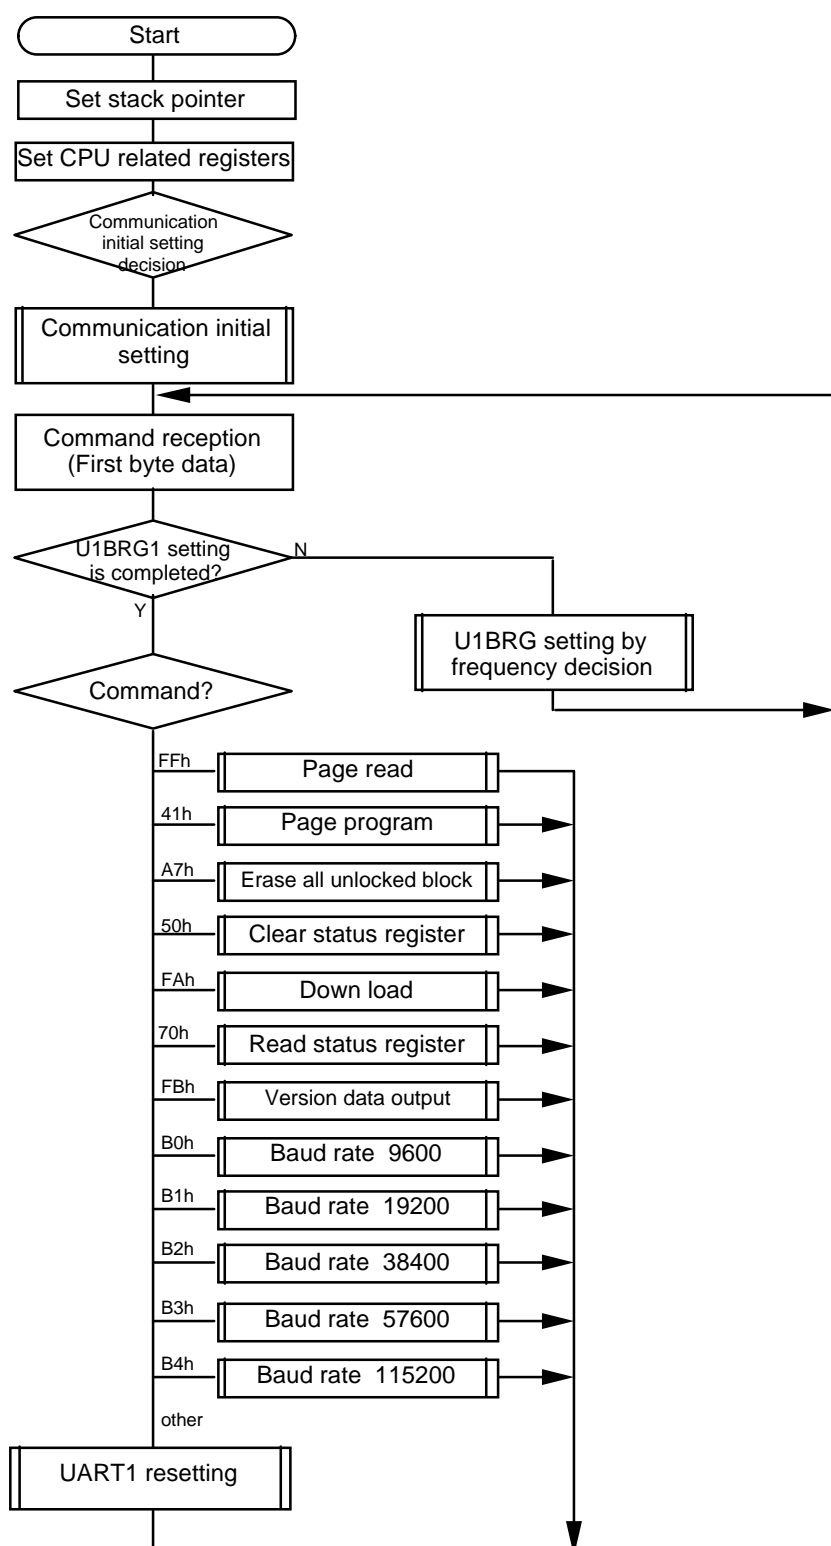 Start
Set stack pointer
Set CPU related registers
Communication
initial setting
decision
Communication initial
setting
Command reception
(First byte data)
U1BRG1 setting
is completed?
N
Y
U1BRG setting by
frequency decision
Command?
FFh
Page read
41h
Page program
A7h
Erase all unlocked block
50h
Clear status register
FAh
Down load
70h
Read status register
FBh
Version data output
B0h
Baud rate  9600
B1h
Baud rate  19200
B2h
Baud rate  38400
B3h
Baud rate  57600
B4h
Baud rate  115200
other
UART1 resetting